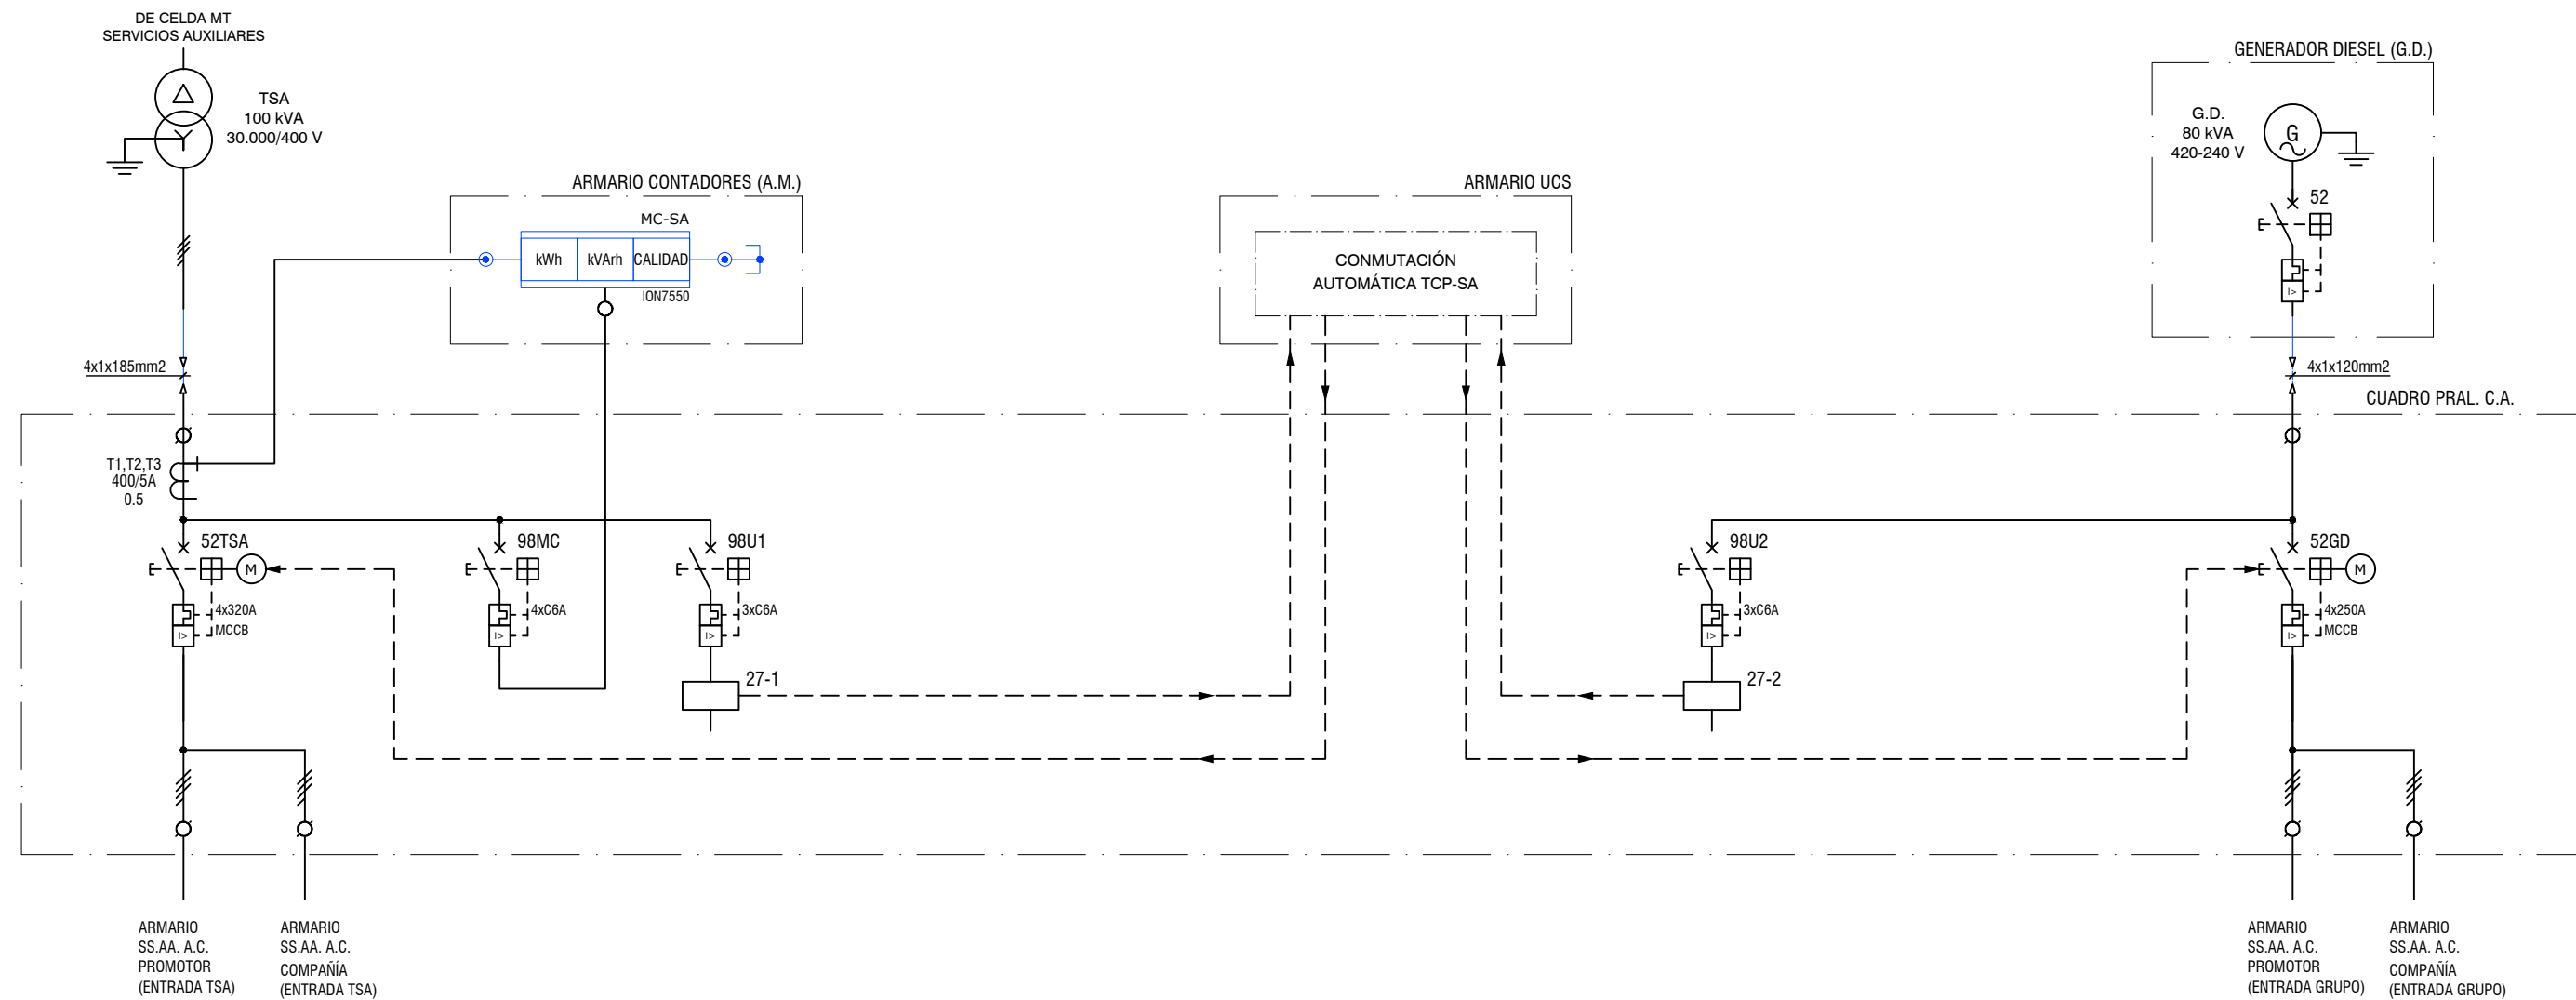 DE CELDA MT
SERVICIOS AUXILIARES
TSA
100 kVA
30.000/400 V
4x1x185mm2
ARMARIO CONTADORES (A.M.)
MC-SA
kWh
kVArh
CALIDAD
ION7550
ARMARIO UCS
CONMUTACIÓN
AUTOMÁTICA TCP-SA
GENERADOR DIESEL (G.D.)
G.D.
80 kVA
420-240 V
G
52
I>
4x1x120mm2
CUADRO PRAL. C.A.
T1,T2,T3
400/5A
0.5
52TSA
M
4x320A
I>
MCCB
98MC
4xC6A
I>
98U1
3xC6A
I>
27-1
98U2
3xC6A
I>
27-2
52GD
M
4x250A
I>
MCCB
ARMARIO
SS.AA. A.C.
PROMOTOR
(ENTRADA TSA)
ARMARIO
SS.AA. A.C.
COMPAÑÍA
(ENTRADA TSA)
ARMARIO
SS.AA. A.C.
PROMOTOR
(ENTRADA GRUPO)
ARMARIO
SS.AA. A.C.
COMPAÑÍA
(ENTRADA GRUPO)